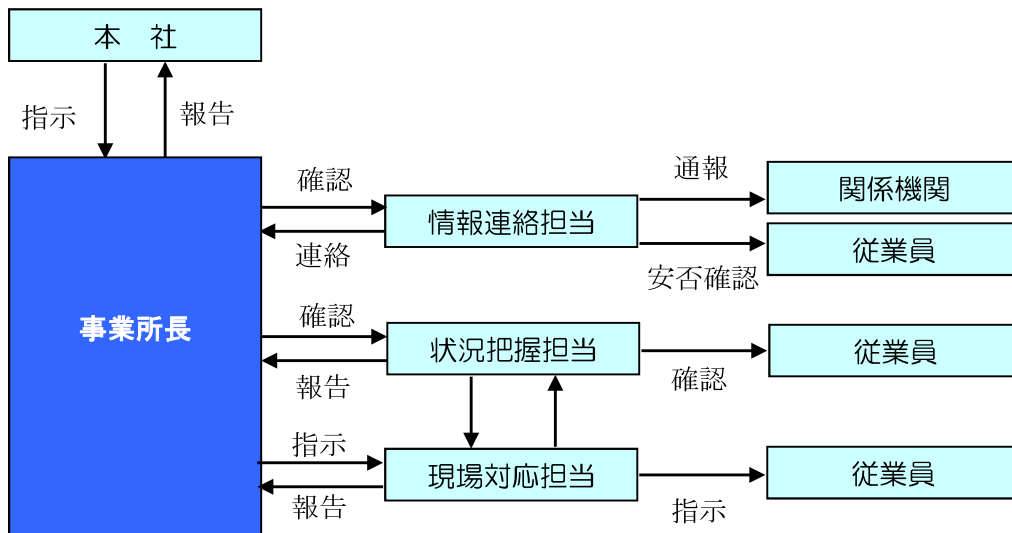 本　社
指示
報告
確認
通報
関係機関
情報連絡担当
連絡
従業員
安否確認
事業所長
確認
状況把握担当
従業員
報告
確認
指示
現場対応担当
従業員
報告
指示